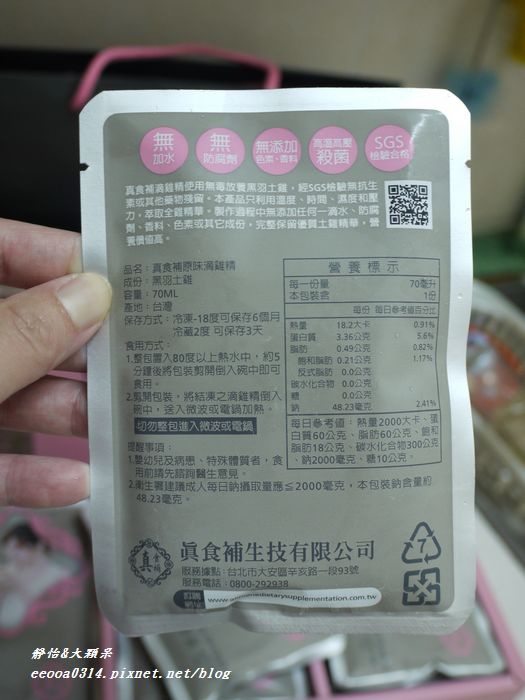 無
加水
無
防腐劑
無添加
色素、香料
高溫高壓
殺菌
SGS
檢驗合格
真食補滴雞精使用無毒放養黑羽土雞，經SGS檢驗無抗生
素或其他藥物殘留。本產品只利用溫度、時間、濕度和壓
力，萃取全雞精華，製作過程中無添加任何一滴水、防腐
劑、香料、色素或其它成份，完整保留優質土雞精華，營
養價值高。
品名：真食補原味滴雞精
成份：黑羽土雞
容量：70ML
產地：台灣
保存方式：冷凍-18度可保存6個月
冷藏2度 可保存3天
食用方式：
1.整包置入80度以上熱水中，約5
分鐘後將包裝剪開倒入碗中即可
食用。
2.剪開包裝，將結凍之滴雞精倒入
碗中，送入微波或電鍋加熱。
切勿整包進入微波或電鍋
營養標示
每一份量 70毫升
本包裝含 1份
每份 每日參考值百分比
熱量 18.2大卡 0.91%
蛋白質 3.36公克 5.6%
脂肪 0.49公克 0.82%
飽和脂肪 0.21公克 1.17%
反式脂肪 0.0公克
碳水化合物 0.0公克
糖 0.0公克
鈉 48.23毫克 2.41%
每日參考值：熱量2000大卡、蛋
白質60公克、脂肪60公克、飽和
脂肪18公克、碳水化合物300公克
、鈉2000毫克、糖10公克。
提醒事項：
1.嬰幼兒及病患、特殊體質者，食
用前請先諮詢醫生意見。
2.衛生署建議成人每日鈉攝取量應≦2000毫克，本包裝鈉含量約
48.23毫克。
真食補
真食補生技有限公司
服務據點：台北市大安區辛亥路一段93號
服務電話：0800-292938
靜怡&大顆呆
eeooa0314.pixnet.net/blog